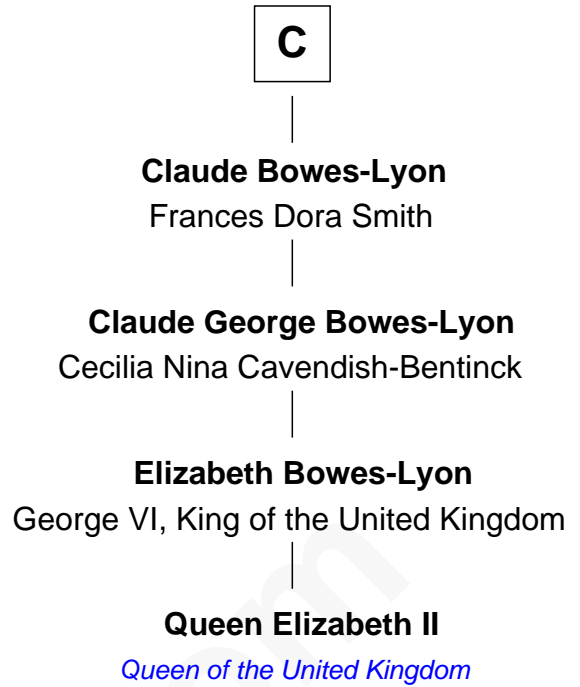 C
Claude Bowes-Lyon
Frances Dora Smith
Claude George Bowes-Lyon
Cecilia Nina Cavendish-Bentinck
Elizabeth Bowes-Lyon
George VI, King of the United Kingdom
Queen Elizabeth II
Queen of the United Kingdom